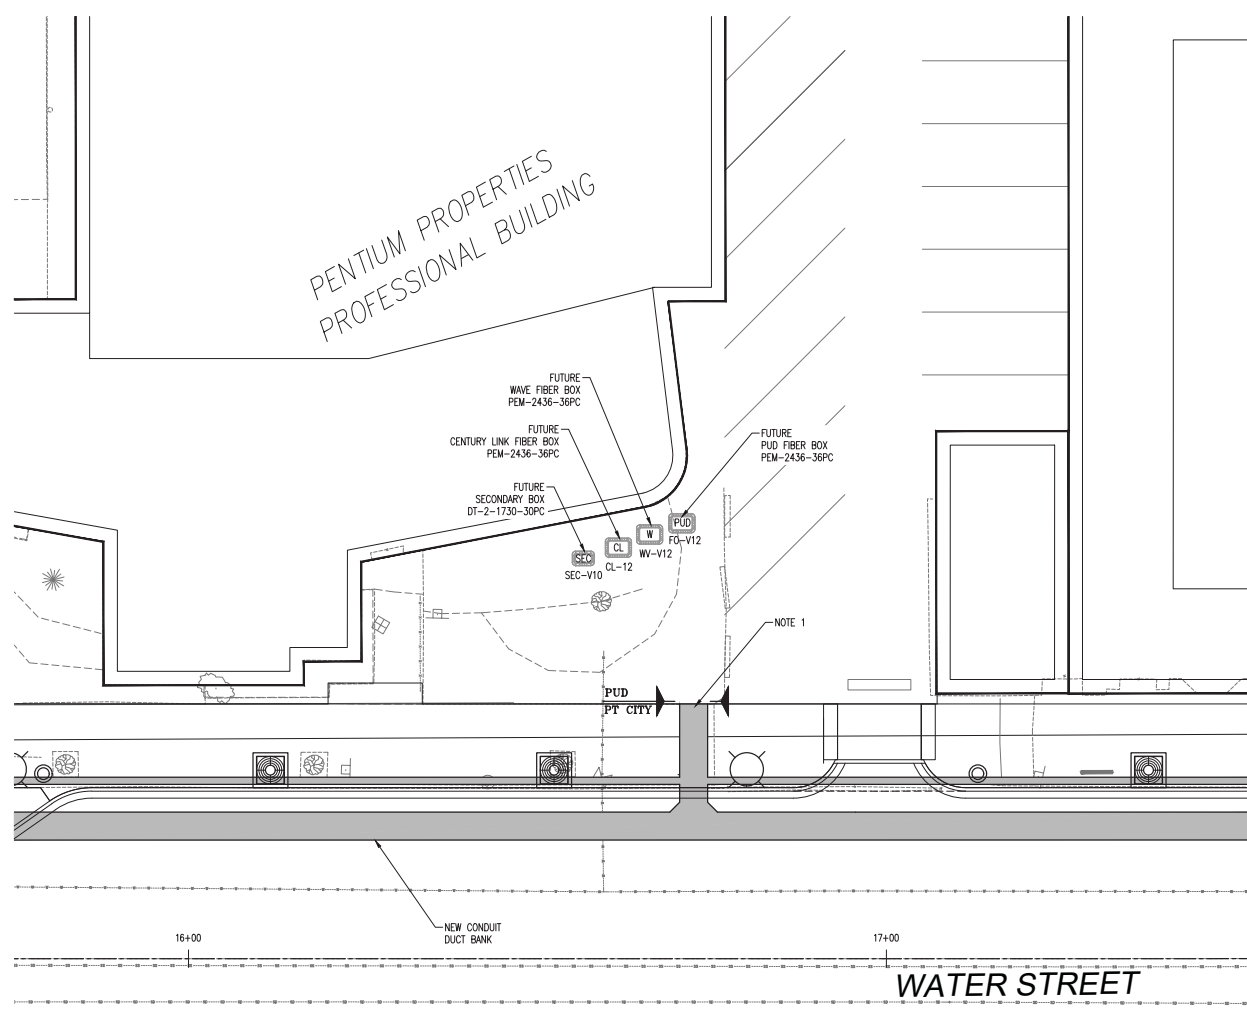 PENTIUM PROPERTIES
PROFESSIONAL BUILDING
FUTURE
WAVE FIBER BOX
PEM-2436-36PC
FUTURE
CENTURY LINK FIBER BOX
PEM-2436-36PC
FUTURE
PUD FIBER BOX
PEM-2436-36PC
FUTURE
SECONDARY BOX
DT-2-1730-30PC
PUD
FO-V12
W
WV-V12
CL
CL-12
SEC
SEC-V10
NOTE 1
PUD
PT CITY
NEW CONDUIT
DUCT BANK
16+00
17+00
WATER STREET